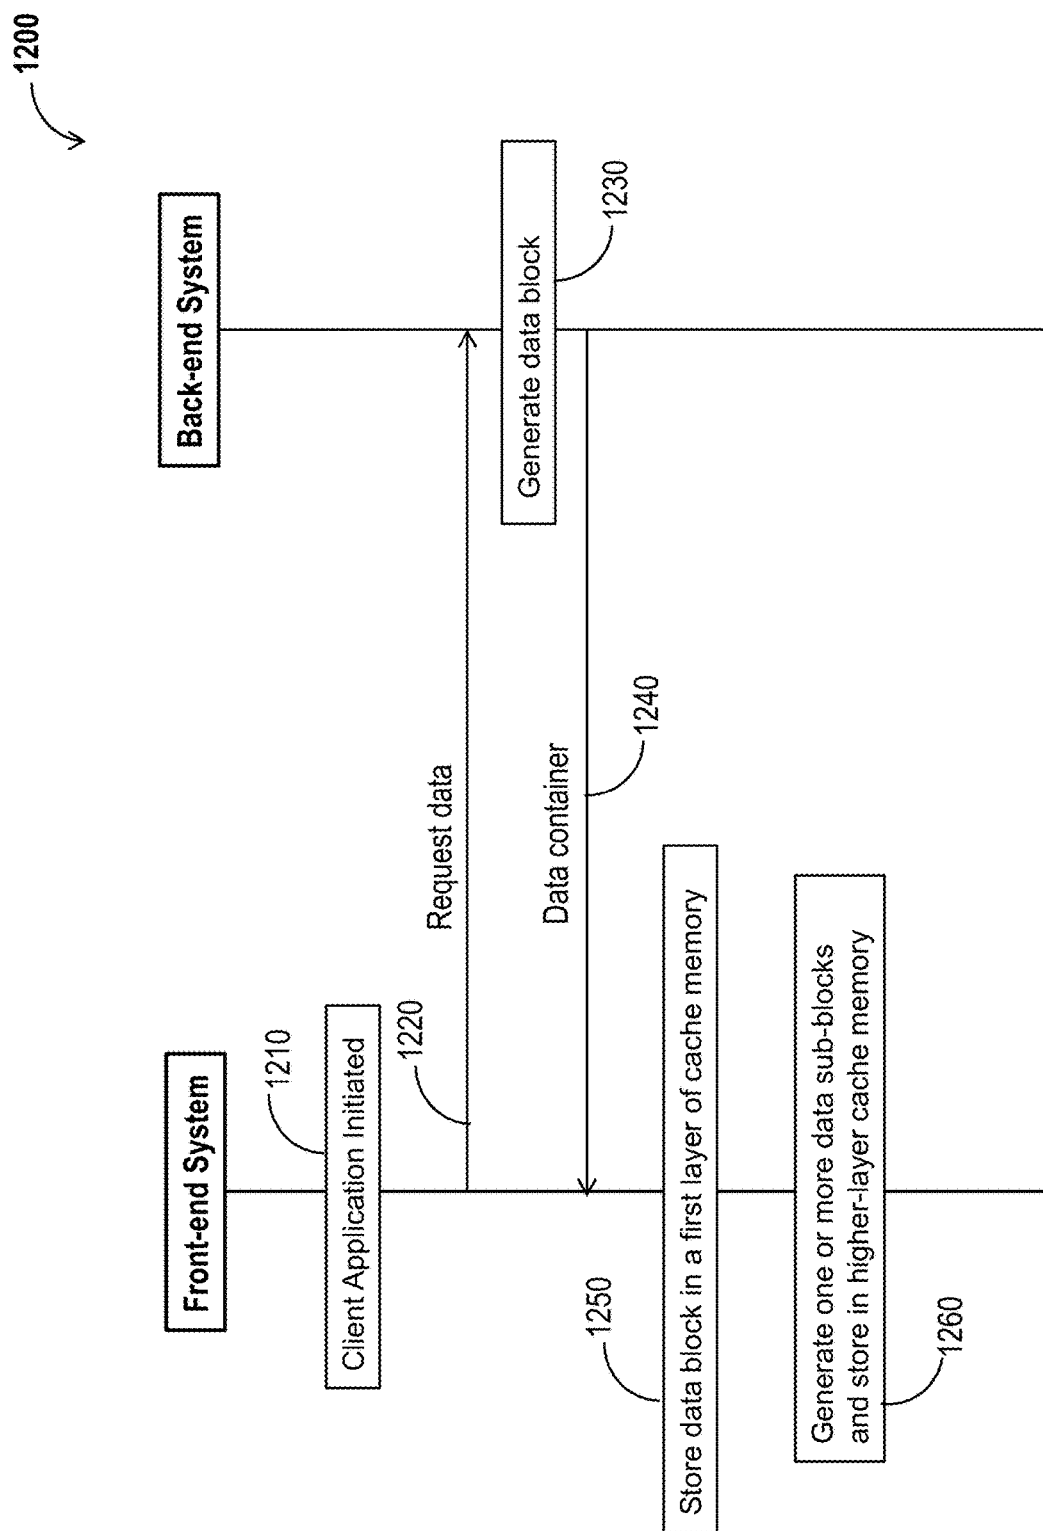 1200
Front-end System
Back-end System
Client Application Initiated
1210
1220
Request data
Generate data block
1230
Data container
1240
1250
Store data block in a first layer of cache memory
Generate one or more data sub-blocks
and store in higher-layer cache memory
1260